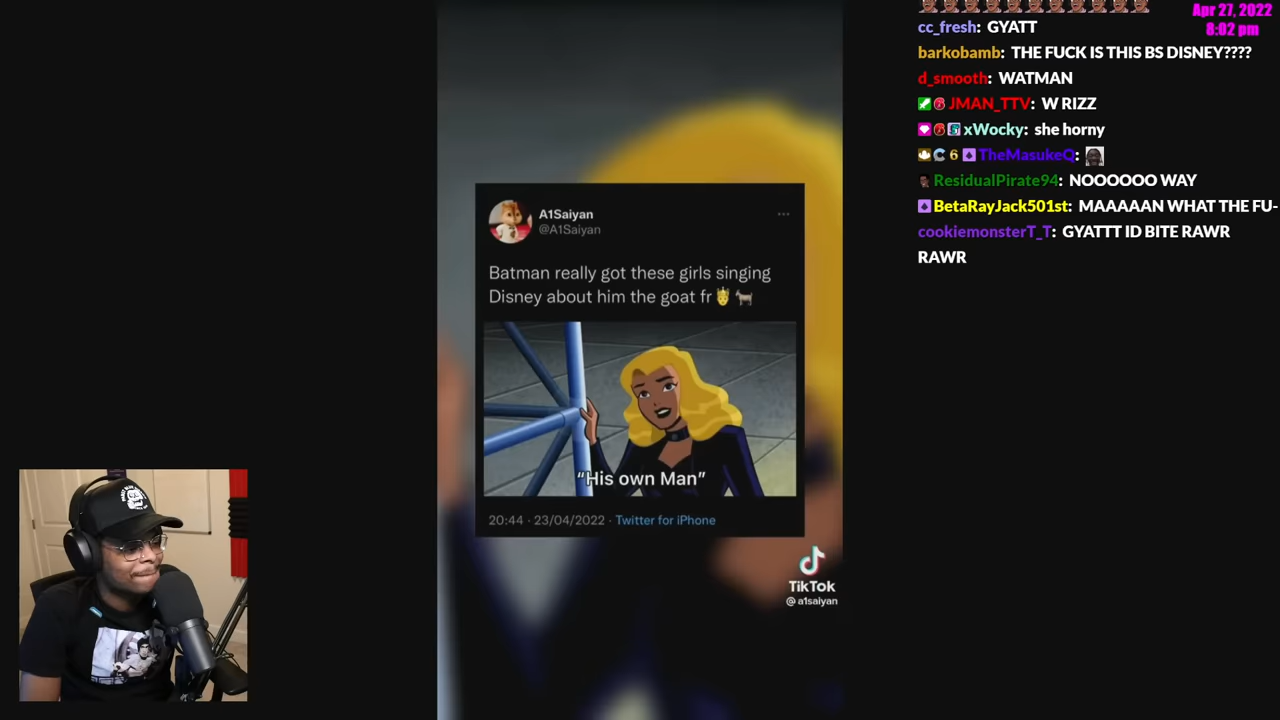 Apr 27, 2022
8:02 pm
cc_fresh: GYATT
barkobamb: THE FUCK IS THIS BS DISNEY????
d_smooth: WATMAN
JMAN_TTV: W RIZZ
xWocky: she horny
6 TheMasukeQ:
ResidualPirate94: NOOOOOO WAY
BetaRayJack501st: MAAAAAN WHAT THE FU-
cookiemonsterT_T: GYATTT ID BITE RAWR
RAWR
A1Saiyan
@A1Saiyan
Batman really got these girls singing
Disney about him the goat fr🤴🐐
"His own Man"
20:44 · 23/04/2022 · Twitter for iPhone
TikTok
@a1saiyan